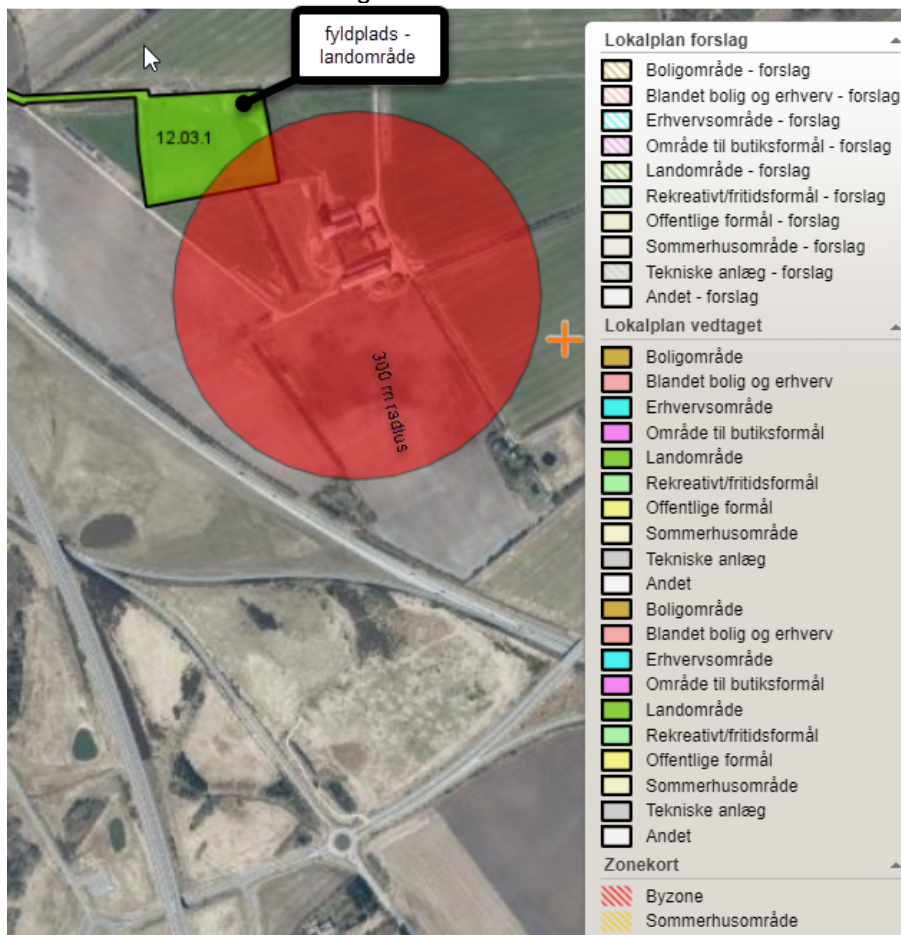 fyldplads -
landområde
12.03.1
300 m radius
Lokalplan forslag
Boligområde - forslag
Blandet bolig og erhverv - forslag
Erhvervsområde - forslag
Område til butiksformål - forslag
Landområde - forslag
Rekreativt/fritidsformål - forslag
Offentlige formål - forslag
Sommerhusområde - forslag
Tekniske anlæg - forslag
Andet - forslag
Lokalplan vedtaget
Boligområde
Blandet bolig og erhverv
Erhvervsområde
Område til butiksformål
Landområde
Rekreativt/fritidsformål
Offentlige formål
Sommerhusområde
Tekniske anlæg
Andet
Boligområde
Blandet bolig og erhverv
Erhvervsområde
Område til butiksformål
Landområde
Rekreativt/fritidsformål
Offentlige formål
Sommerhusområde
Tekniske anlæg
Andet
Zonekort
Byzone
Sommerhusområde